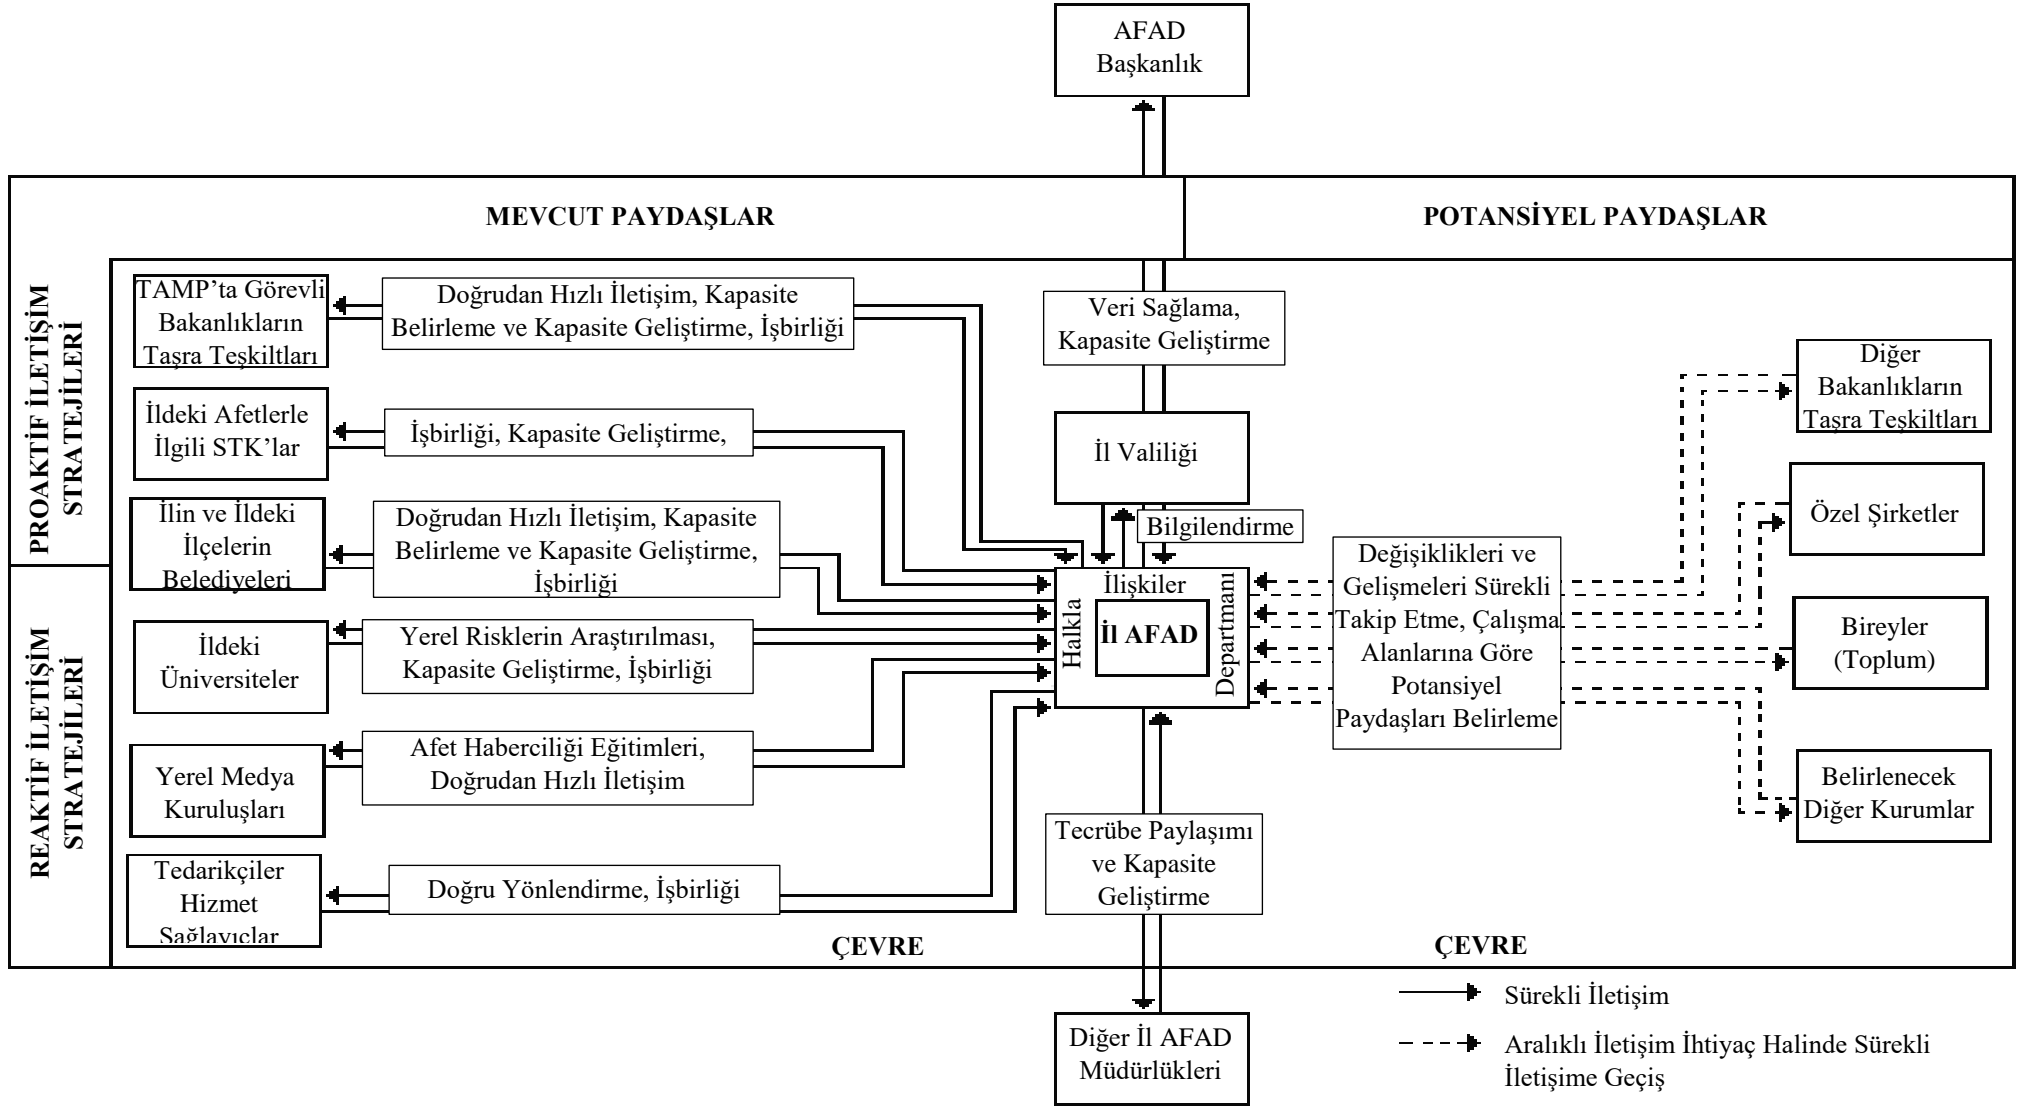 AFAD
Başkanlık
MEVCUT PAYDAŞLAR
POTANSİYEL PAYDAŞLAR
PROAKTİF İLETİŞİM
STRATEJİLERİ
REAKTİF İLETİŞİM
STRATEJİLERİ
TAMP’ta Görevli
Bakanlıkların
Taşra Teşkiltları
Doğrudan Hızlı İletişim, Kapasite
Belirleme ve Kapasite Geliştirme, İşbirliği
İldeki Afetlerle
İlgili STK’lar
İşbirliği, Kapasite Geliştirme,
İlin ve İldeki
İlçelerin
Belediyeleri
Doğrudan Hızlı İletişim, Kapasite
Belirleme ve Kapasite Geliştirme,
İşbirliği
İldeki
Üniversiteler
Yerel Risklerin Araştırılması,
Kapasite Geliştirme, İşbirliği
Yerel Medya
Kuruluşları
Afet Haberciliği Eğitimleri,
Doğrudan Hızlı İletişim
Tedarikçiler
Hizmet
Sağlayıclar
Doğru Yönlendirme, İşbirliği
Veri Sağlama,
Kapasite Geliştirme
İl Valiliği
Bilgilendirme
Halkla
İlişkiler
Departmanı
İl AFAD
Tecrübe Paylaşımı
ve Kapasite
Geliştirme
Değişiklikleri ve
Gelişmeleri Sürekli
Takip Etme, Çalışma
Alanlarına Göre
Potansiyel
Paydaşları Belirleme
Diğer
Bakanlıkların
Taşra Teşkiltları
Özel Şirketler
Bireyler
(Toplum)
Belirlenecek
Diğer Kurumlar
ÇEVRE
ÇEVRE
Diğer İl AFAD
Müdürlükleri
Sürekli İletişim
Aralıklı İletişim İhtiyaç Halinde Sürekli
İletişime Geçiş